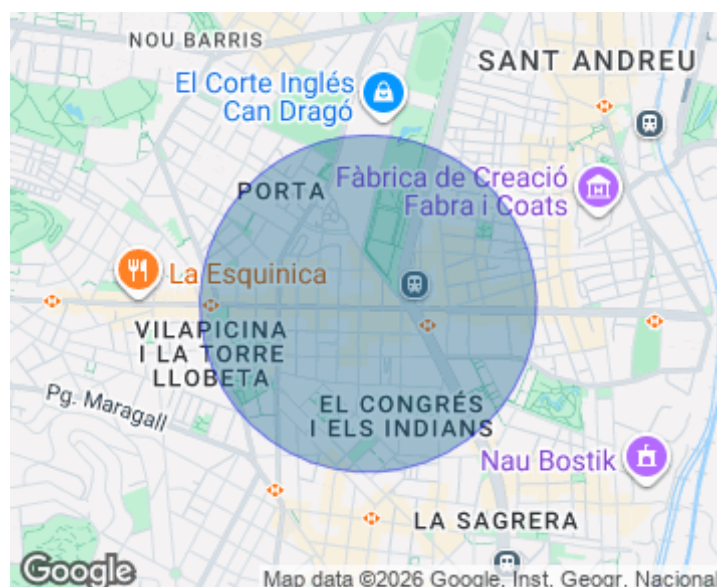 NOU BARRIS
SANT ANDREU
El Corte Inglés
Can Dragó
PORTA
Fàbrica de Creació
Fabra i Coats
La Esquinica
VILAPICINA
I LA TORRE
LLOBETA
Pg. Maragall
EL CONGRÉS
I ELS INDIANS
Nau Bostik
LA SAGRERA
Google
Map data ©2026 Google, Inst. Geogr. Nacional